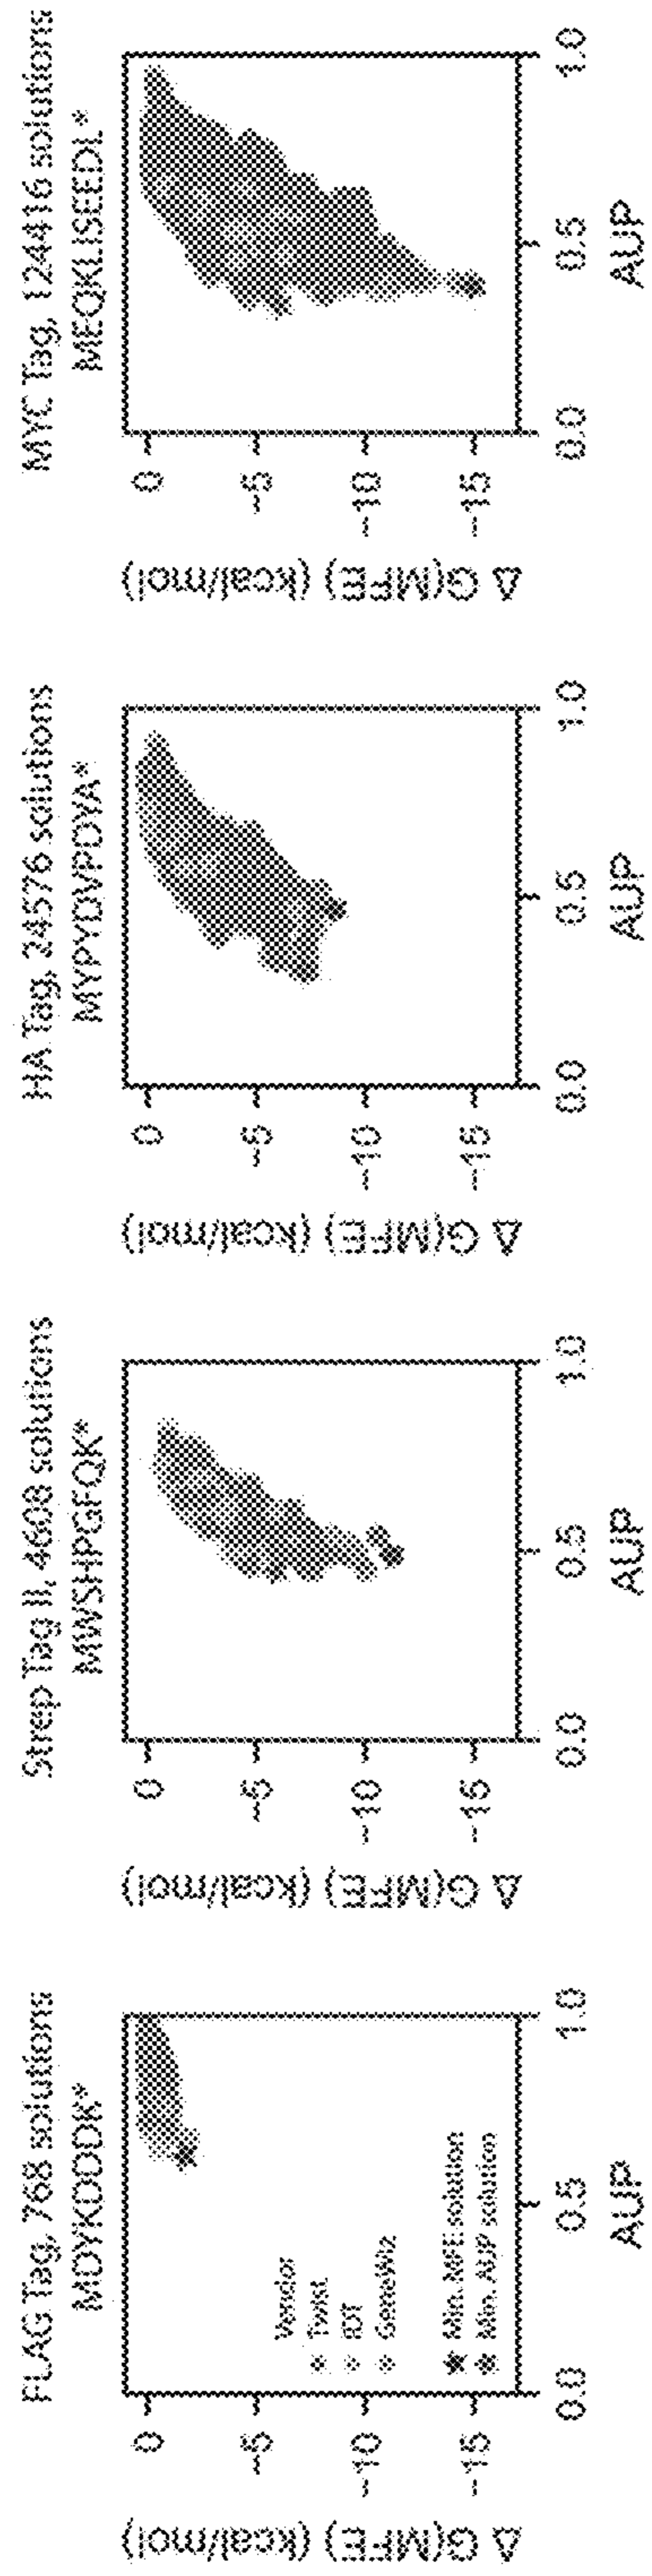 FLAG Tag, 768 solutions
MDYKDDDDK*
Δ G(MFE) (kcal/mol)
0
-5
-10
-15
0.0
0.5
1.0
AUP
Vendor
Twist
IDT
GeneWiz
Min. MFE solution
Min. AUP solution
Strep Tag II, 4608 solutions
MWSHPGFQK*
Δ G(MFE) (kcal/mol)
0
-5
-10
-15
0.0
0.5
1.0
AUP
HA Tag, 24576 solutions
MYPYDVPDYA*
Δ G(MFE) (kcal/mol)
0
-5
-10
-15
0.0
0.5
1.0
AUP
MYC Tag, 124416 solutions
MEQKLISEEDL*
Δ G(MFE) (kcal/mol)
0
-5
-10
-15
0.0
0.5
1.0
AUP